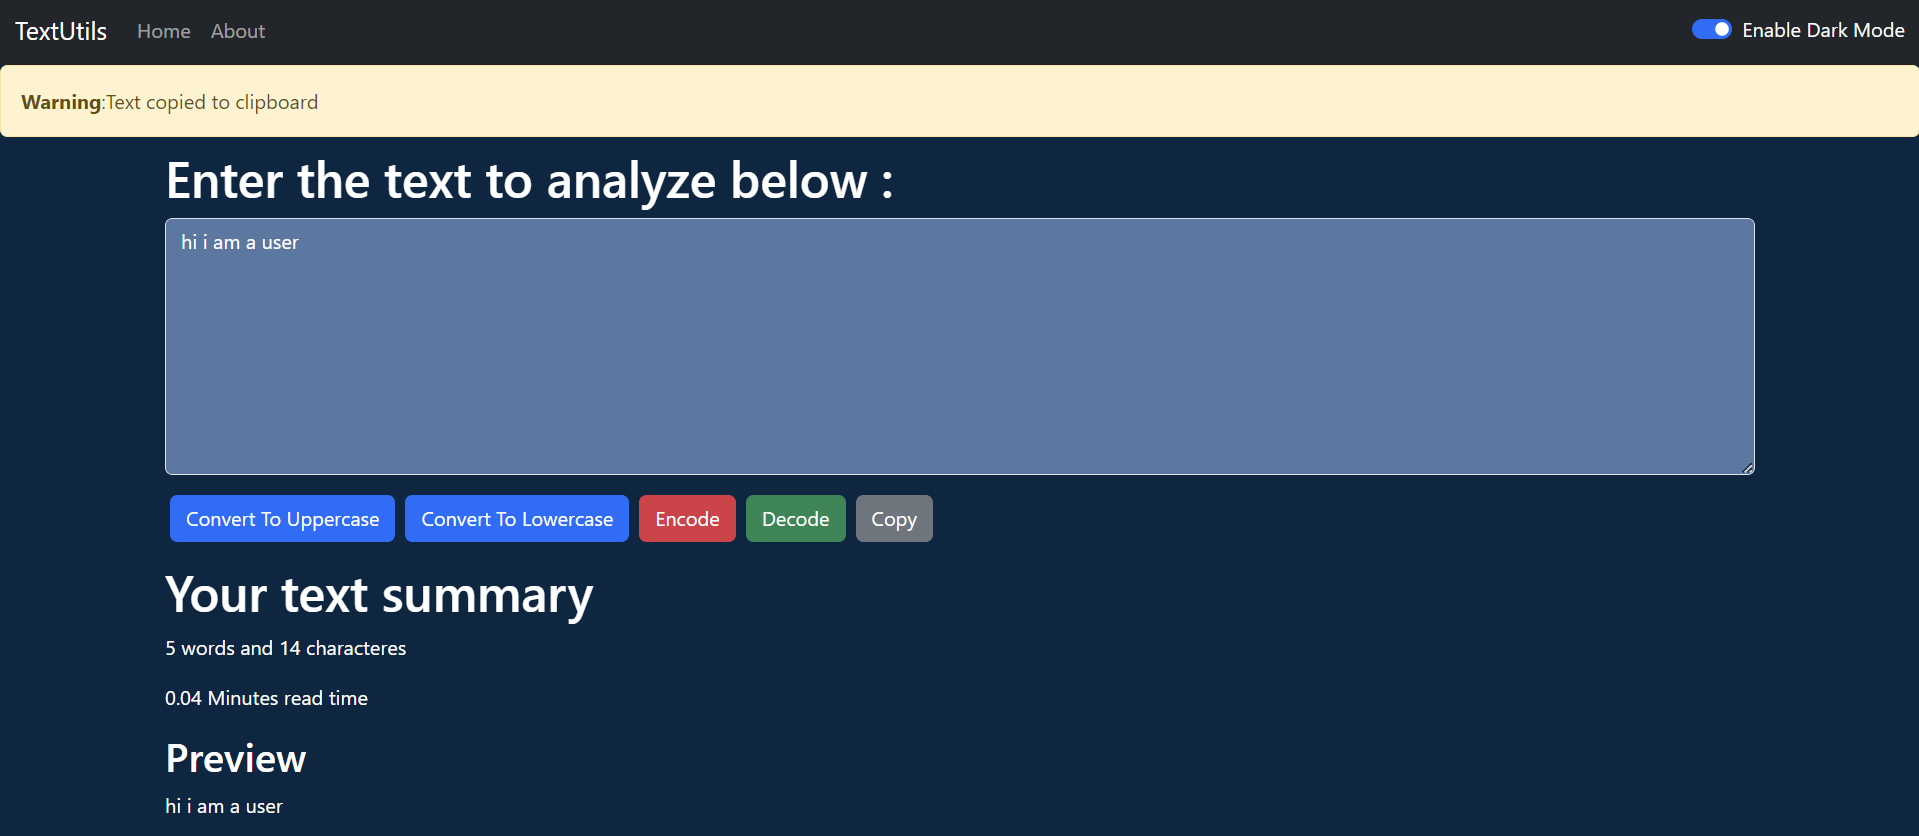 TextUtils Home About Enable Dark Mode
Warning:Text copied to clipboard
Enter the text to analyze below :
hi i am a user
Convert To Uppercase Convert To Lowercase Encode Decode Copy
Your text summary
5 words and 14 characteres
0.04 Minutes read time
Preview
hi i am a user